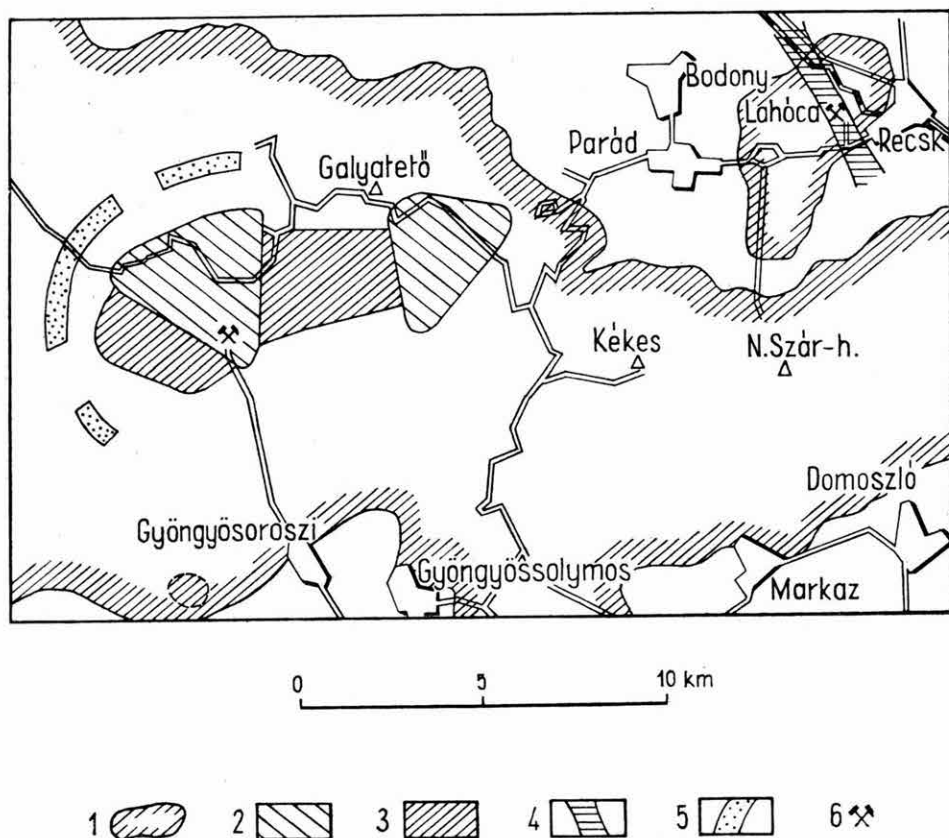 Bodony
Lahóca
Parád
Recsk
Galyatető
Kékes
N.Szár-h.
Domoszló
Gyöngyösoroszi
Gyöngyössolymos
Markaz
0 5 10 km
1 2 3 4 5 6